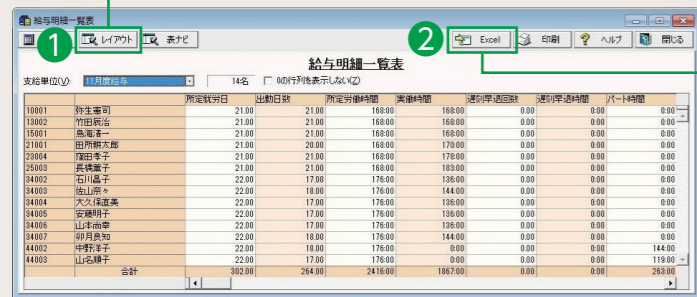 給与明細一覧表
1 レイアウト 表ナビ 2 Excel 印刷 ヘルプ 閉じる
給与明細一覧表
支給単位(V): 11月度給与 14名 0の行列を表示しない(Z)
所定就労日 出勤日数 所定労働時間 実働時間 遅刻早退回数 遅刻早退時間 パート時間
10001 弥生憲司 21.00 21.00 168:00 168:00 0.00 0:00 0:00
13002 竹田辰治 21.00 21.00 168:00 168:00 0.00 0:00 0:00
15001 鳥海清一 21.00 21.00 168:00 168:00 0.00 0:00 0:00
21001 田所耕太郎 21.00 20.00 168:00 170:00 0.00 0:00 0:00
23004 窪田孝子 21.00 21.00 168:00 178:00 0.00 0:00 0:00
25003 長橋薫子 21.00 21.00 168:00 183:00 0.00 0:00 0:00
34002 石川昌子 22.00 17.00 176:00 136:00 0.00 0:00 0:00
34003 佐山奈々 22.00 18.00 176:00 144:00 0.00 0:00 0:00
34004 大久保直美 22.00 17.00 176:00 136:00 0.00 0:00 0:00
34005 安藤明子 22.00 17.00 176:00 136:00 0.00 0:00 0:00
34006 山本尚幸 22.00 17.00 176:00 136:00 0.00 0:00 0:00
34007 卯月良知 22.00 18.00 176:00 144:00 0.00 0:00 0:00
44002 中野洋子 22.00 18.00 176:00 0:00 0.00 0:00 144:00
44003 山名順子 22.00 17.00 176:00 0:00 0.00 0:00 119:00
合計 302.00 264.00 2416:00 1867:00 0.00 0:00 263:00